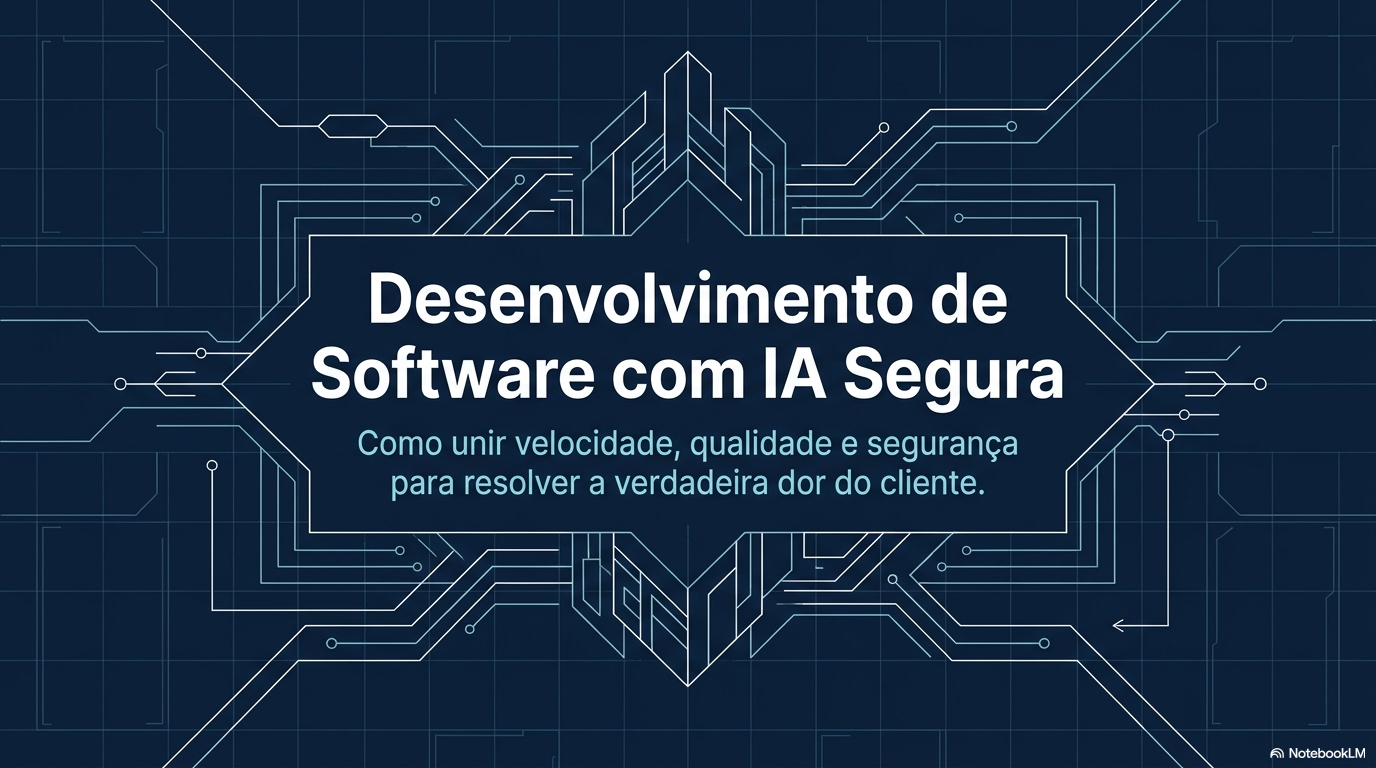 Desenvolvimento de
Software com IA Segura
Como unir velocidade, qualidade e segurança
para resolver a verdadeira dor do cliente.
NotebookLM